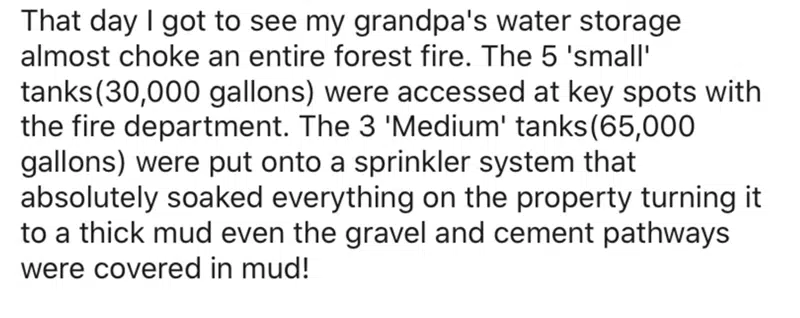 That day I got to see my grandpa's water storage
almost choke an entire forest fire. The 5 'small'
tanks(30,000 gallons) were accessed at key spots with
the fire department. The 3 'Medium' tanks(65,000
gallons) were put onto a sprinkler system that
absolutely soaked everything on the property turning it
to a thick mud even the gravel and cement pathways
were covered in mud!